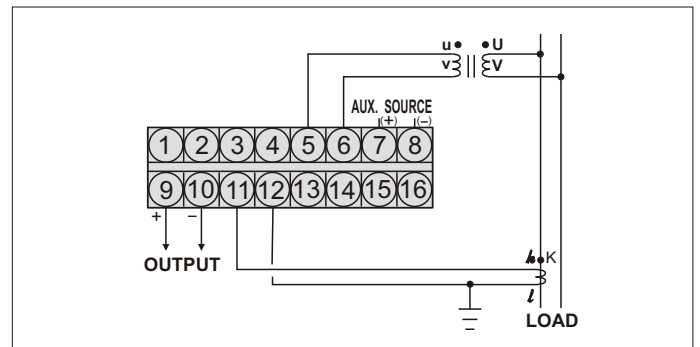 u U
v V
AUX. SOURCE
(+) (−)
1 2 3 4 5 6 7 8
9 10 11 12 13 14 15 16
+ −
OUTPUT
k K
l
LOAD